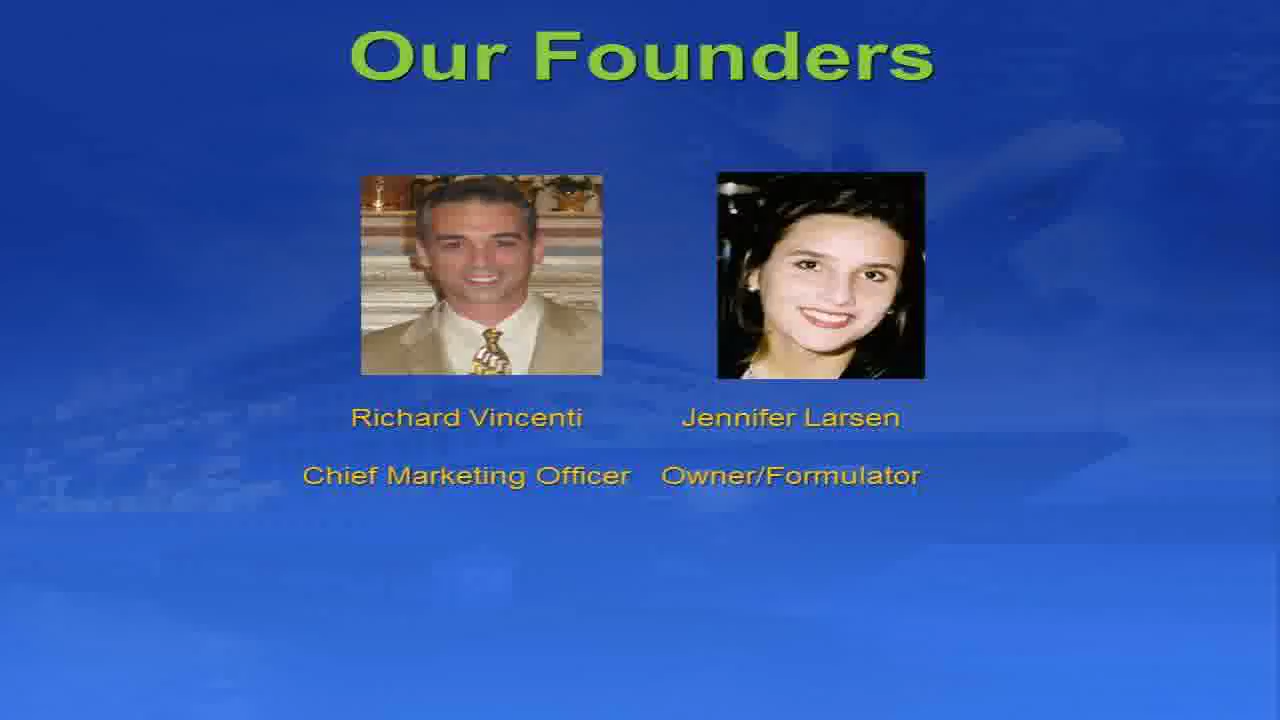 Our Founders
Richard Vincenti
Jennifer Larsen
Chief Marketing Officer
Owner/Formulator